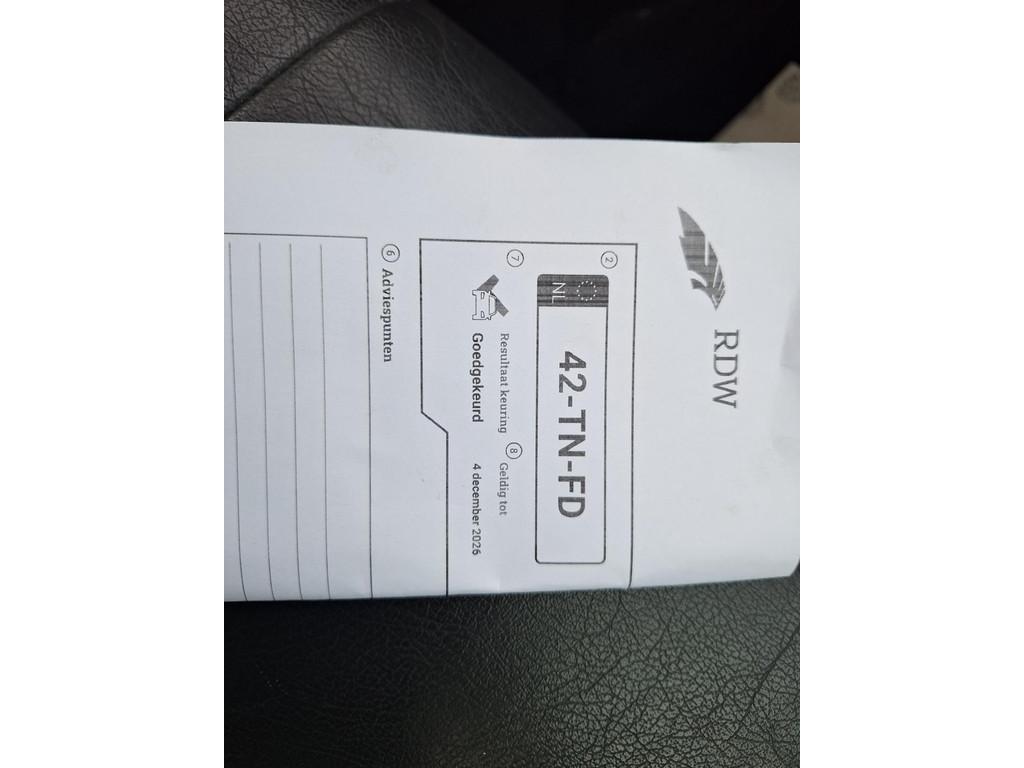 RDW
2
NL
42-TN-FD
7 Resultaat keuring
Goedgekeurd
8 Geldig tot
4 december 2026
6 Adviespunten